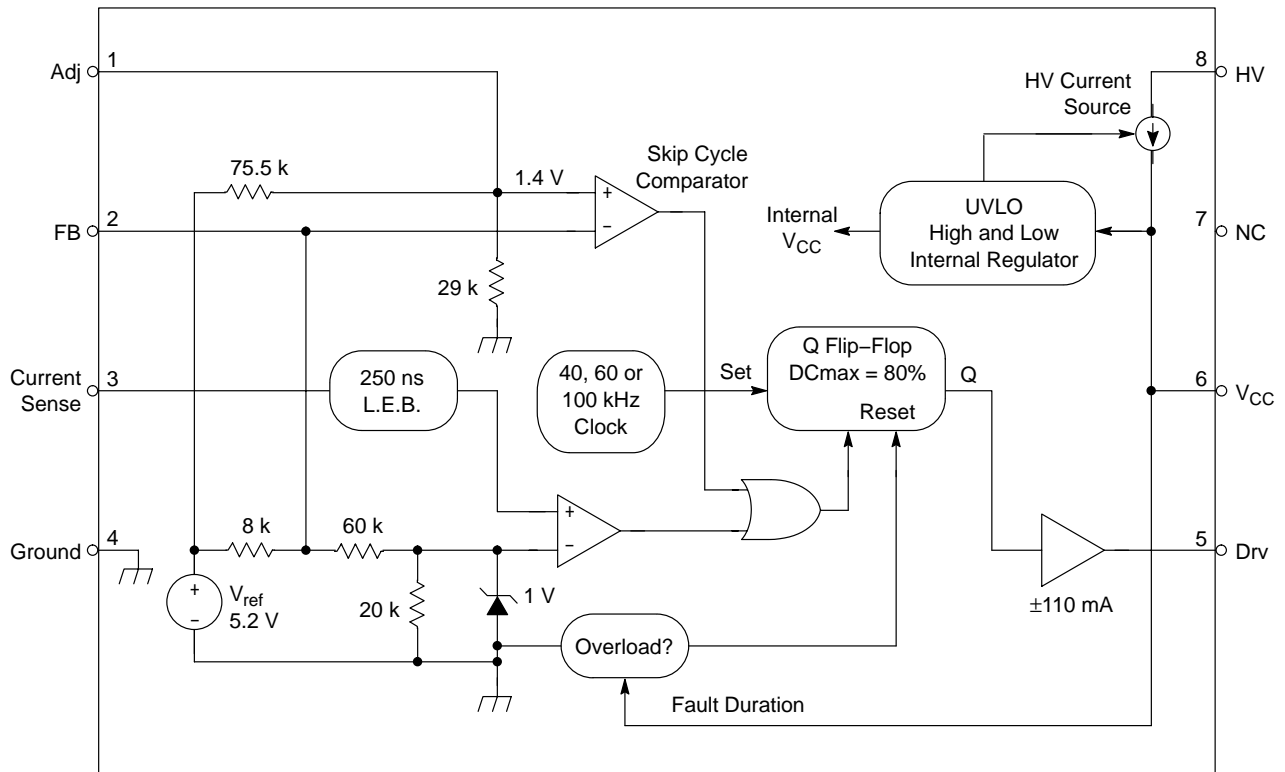 Adj
1
8
HV
HV Current
Source
75.5 k
1.4 V
Skip Cycle
Comparator
+
−
FB
2
Internal
VCC
UVLO
High and Low
Internal Regulator
7
NC
29 k
Current
Sense
3
250 ns
L.E.B.
40, 60 or
100 kHz
Clock
Set
Q Flip−Flop
DCmax = 80%
Reset
Q
6
VCC
Ground
4
8 k
60 k
+
−
5
Drv
+
−
Vref
5.2 V
20 k
1 V
±110 mA
Overload?
Fault Duration